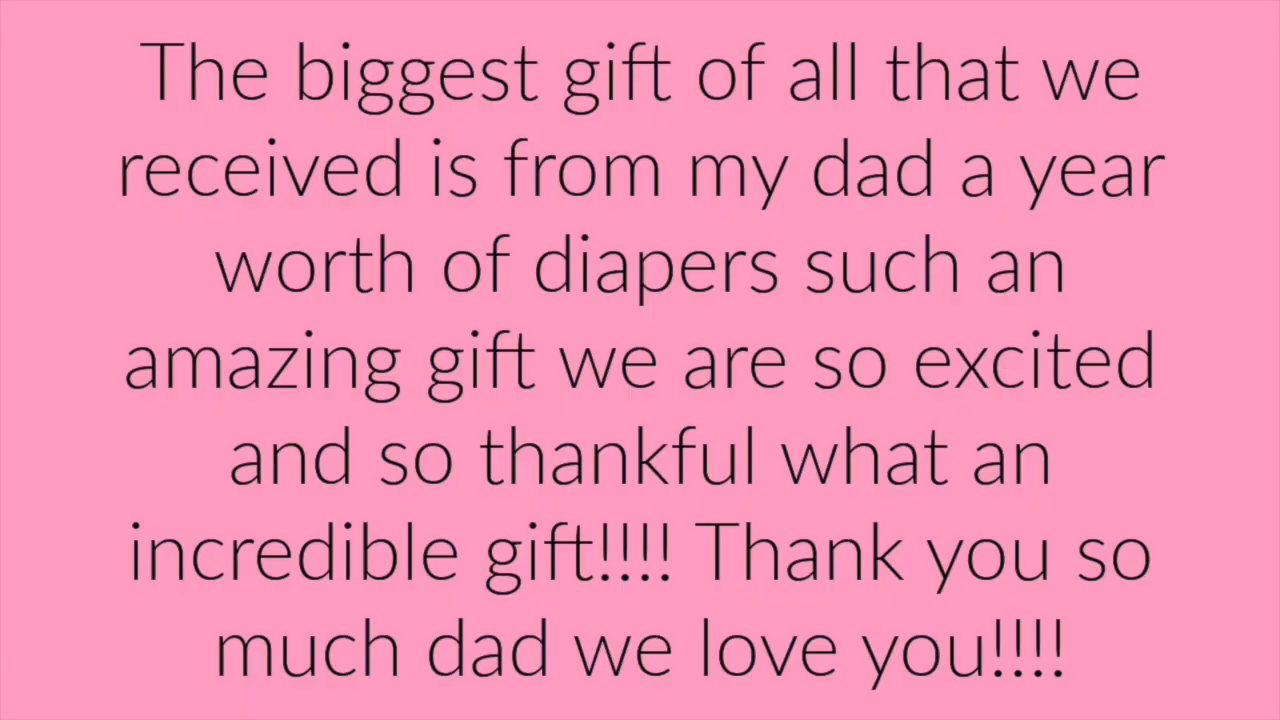 The biggest gift of all that we
received is from my dad a year
worth of diapers such an
amazing gift we are so excited
and so thankful what an
incredible gift!!!! Thank you so
much dad we love you!!!!